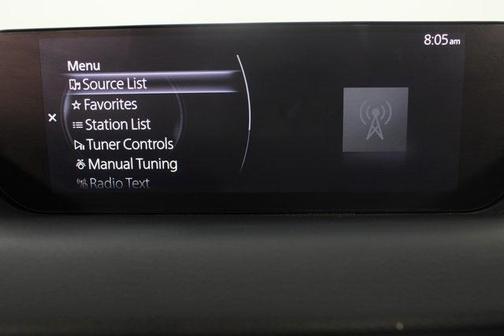 8:05 am
Menu
Source List
Favorites
Station List
Tuner Controls
Manual Tuning
Radio Text